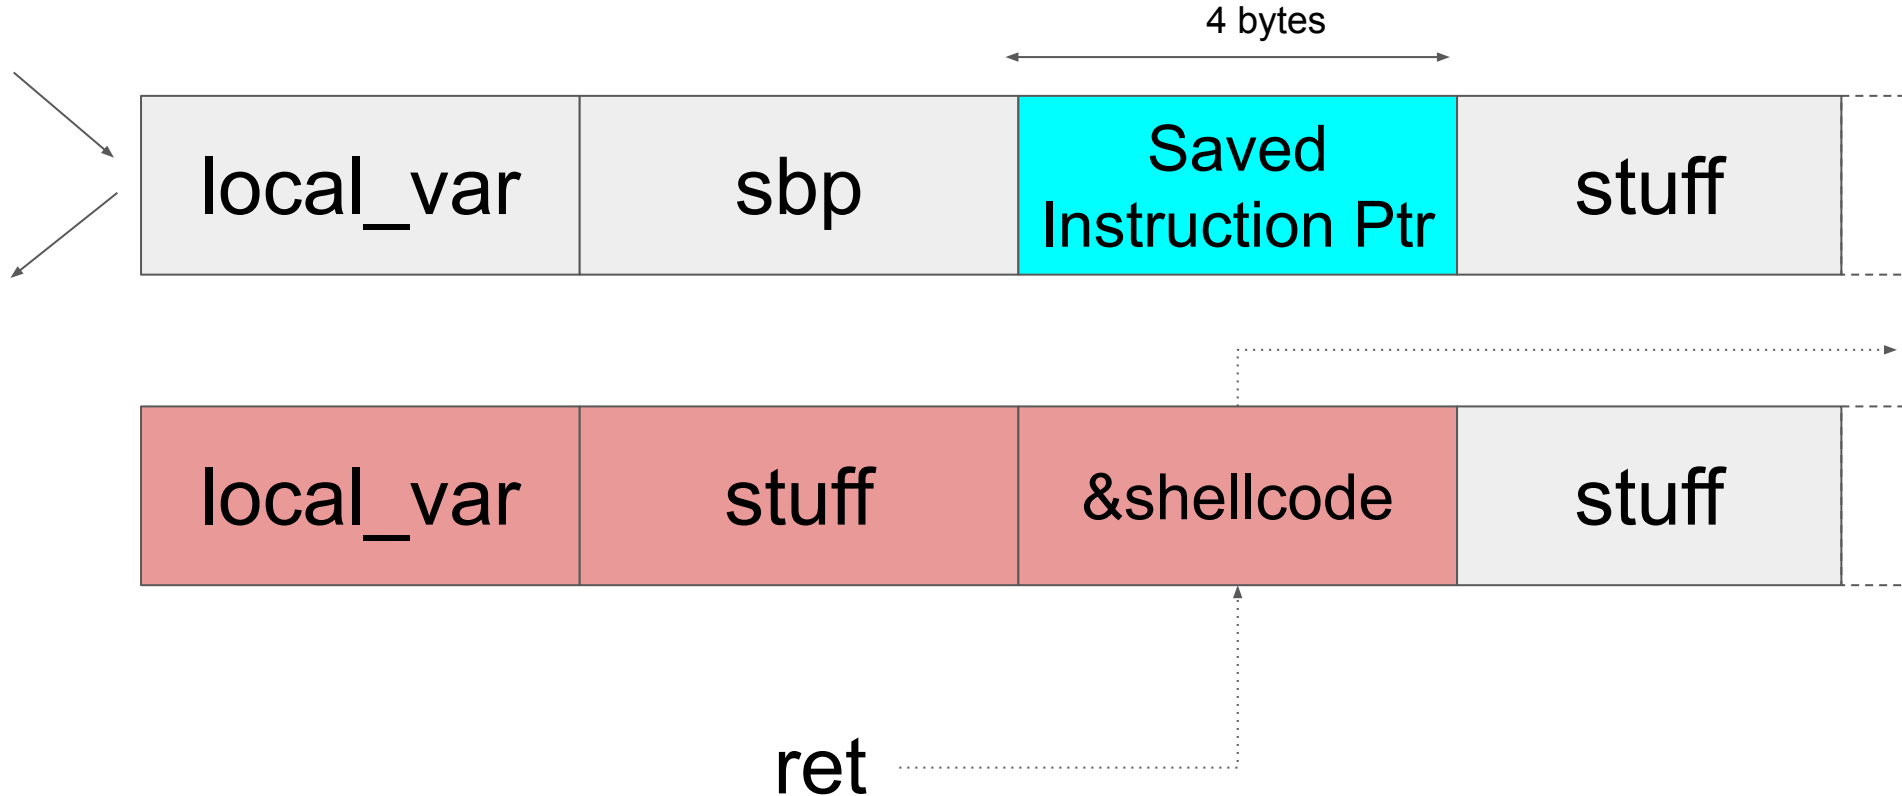 4 bytes
local_var
sbp
Saved
Instruction Ptr
stuff
local_var
stuff
&shellcode
stuff
ret